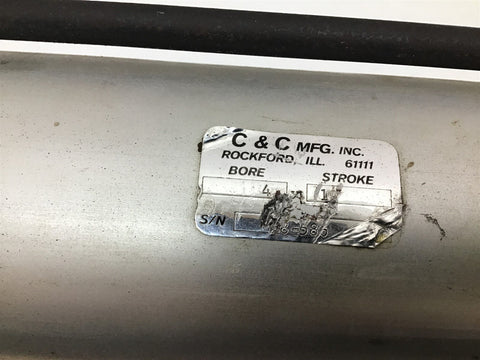 C & C MFG. INC.
ROCKFORD, ILL. 61111
BORE STROKE
4
S/N